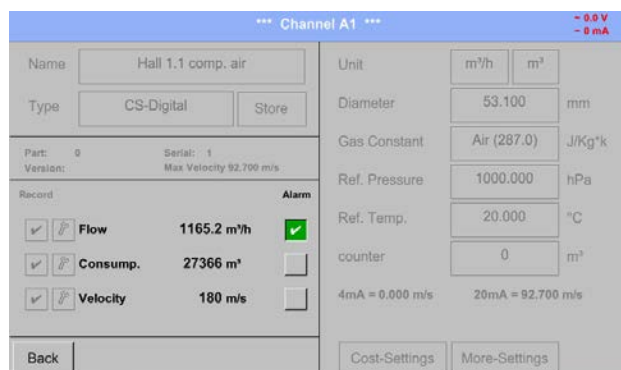 *** Channel A1 ***
~ 0.0 V
~ 0 mA
Name
Hall 1.1 comp. air
Type
CS-Digital
Store
Part: 0
Serial: 1
Version:
Max Velocity 92,700 m/s
Record
Alarm
Flow
1165.2 m³/h
Consump.
27366 m³
Velocity
180 m/s
Back
Unit
m³/h
m³
Diameter
53.100
mm
Gas Constant
Air (287.0)
J/Kg*k
Ref. Pressure
1000.000
hPa
Ref. Temp.
20.000
°C
counter
0
m³
4mA = 0.000 m/s
20mA = 92.700 m/s
Cost-Settings
More-Settings